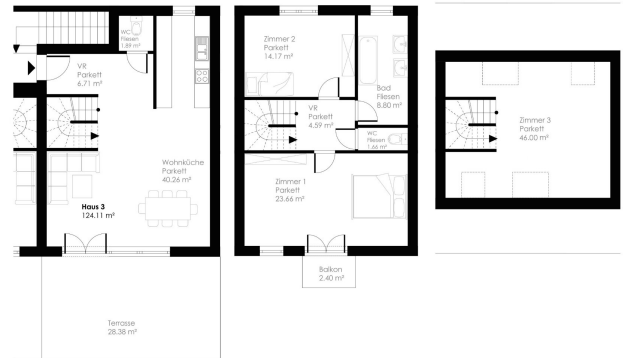 WC
Fliesen
1.89 m²
VR
Parkett
6.71 m²
Wohnküche
Parkett
40.26 m²
Haus 3
124.11 m²
Terrasse
28.38 m²
Zimmer 2
Parkett
14.17 m²
Bad
Fliesen
8.80 m²
VR
Parkett
4.59 m²
WC
Fliesen
1.66 m²
Zimmer 1
Parkett
23.66 m²
Balkon
2.40 m²
Zimmer 3
Parkett
46.00 m²